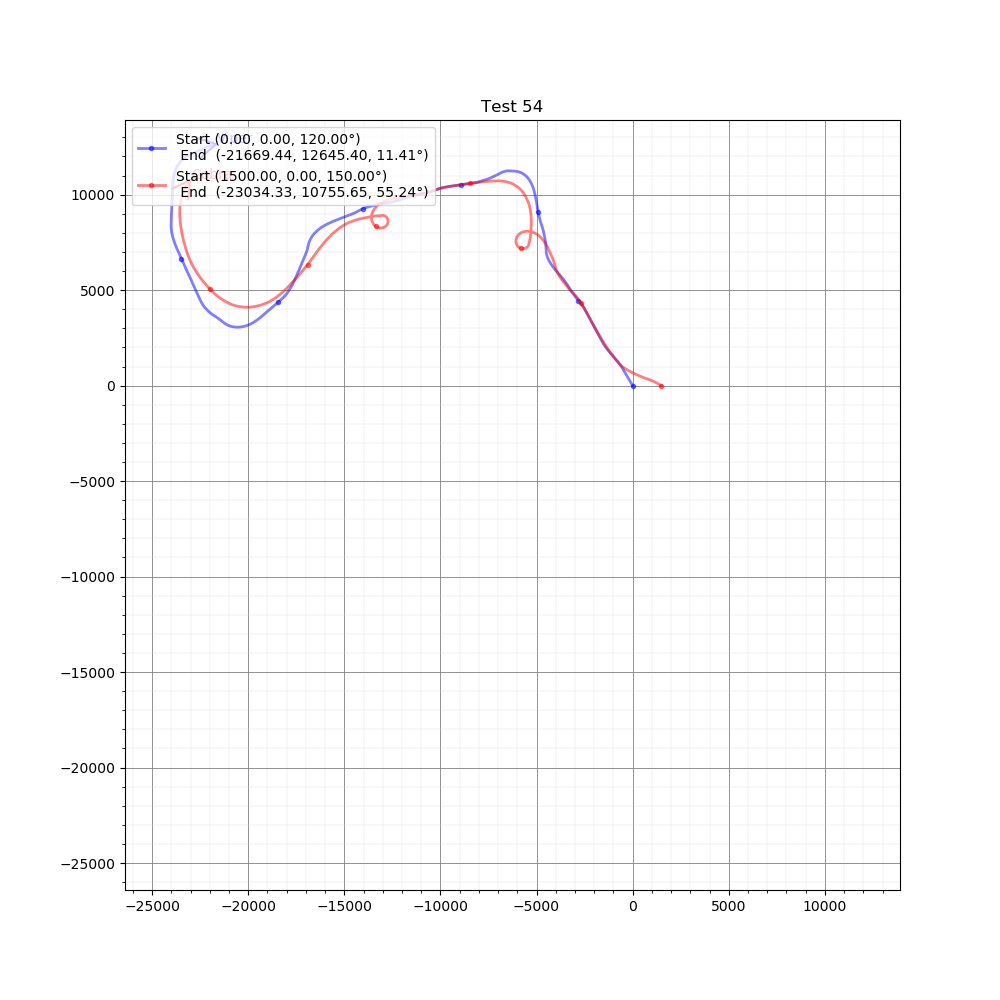 Test 54
Start (0.00, 0.00, 120.00°)
End (-21669.44, 12645.40, 11.41°)
Start (1500.00, 0.00, 150.00°)
End (-23034.33, 10755.65, 55.24°)
10000
5000
0
−5000
−10000
−15000
−20000
−25000
−25000 −20000 −15000 −10000 −5000 0 5000 10000